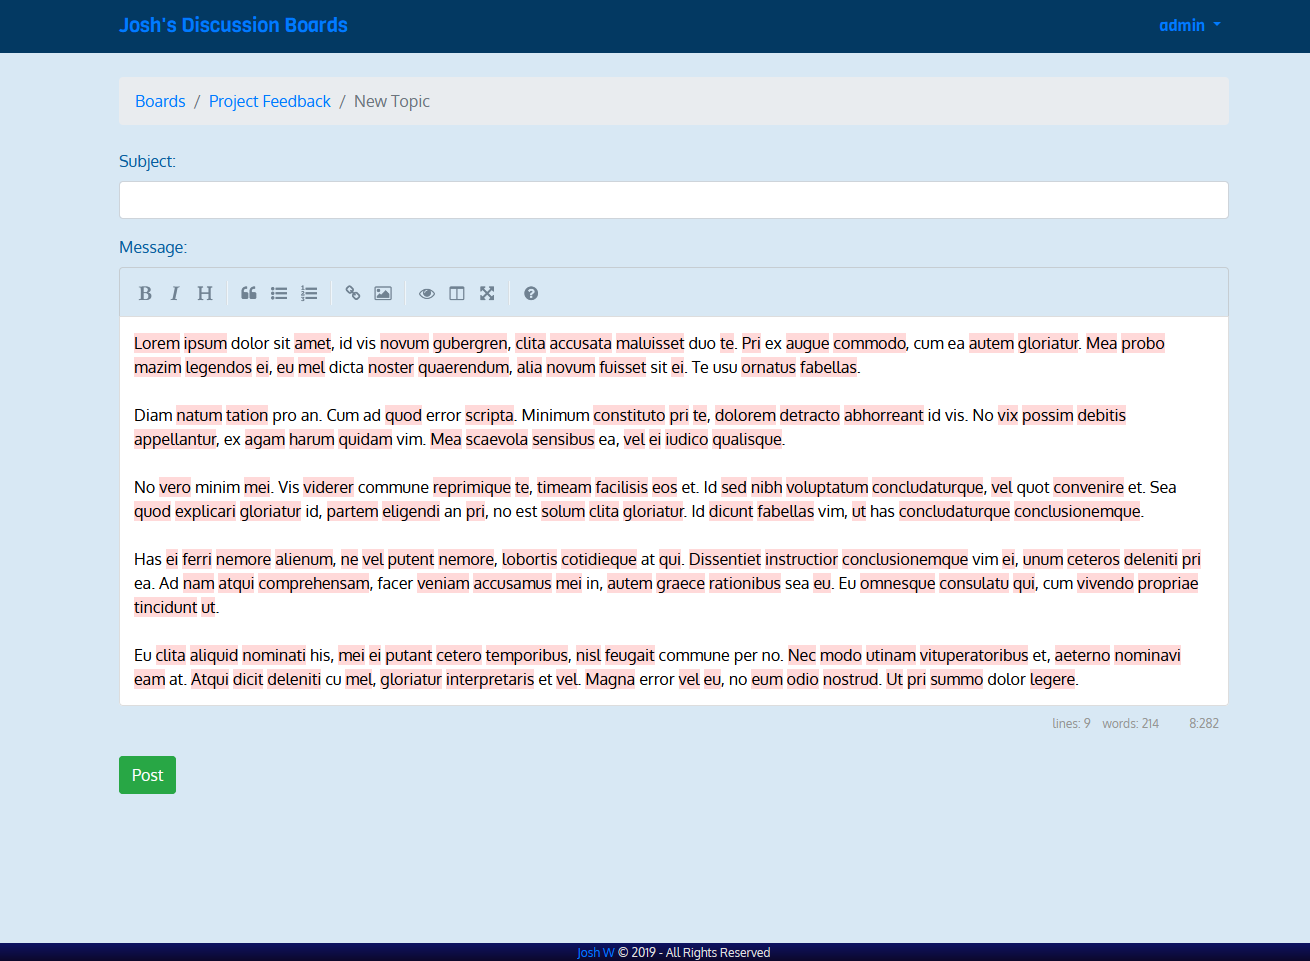 Josh's Discussion Boards
admin
Boards / Project Feedback / New Topic
Subject:
Message:
B I H
Lorem ipsum dolor sit amet, id vis novum gubergren, clita accusata maluisset duo te. Pri ex augue commodo, cum ea autem gloriatur. Mea probo
mazim legendos ei, eu mel dicta noster quaerendum, alia novum fuisset sit ei. Te usu ornatus fabellas.
Diam natum tation pro an. Cum ad quod error scripta. Minimum constituto pri te, dolorem detracto abhorreant id vis. No vix possim debitis
appellantur, ex agam harum quidam vim. Mea scaevola sensibus ea, vel ei iudico qualisque.
No vero minim mei. Vis viderer commune reprimique te, timeam facilisis eos et. Id sed nibh voluptatum concludaturque, vel quot convenire et. Sea
quod explicari gloriatur id, partem eligendi an pri, no est solum clita gloriatur. Id dicunt fabellas vim, ut has concludaturque conclusionemque.
Has ei ferri nemore alienum, ne vel putent nemore, lobortis cotidieque at qui. Dissentiet instructior conclusionemque vim ei, unum ceteros deleniti pri
ea. Ad nam atqui comprehensam, facer veniam accusamus mei in, autem graece rationibus sea eu. Eu omnesque consulatu qui, cum vivendo propriae
tincidunt ut.
Eu clita aliquid nominati his, mei ei putant cetero temporibus, nisl feugait commune per no. Nec modo utinam vituperatoribus et, aeterno nominavi
eam at. Atqui dicit deleniti cu mel, gloriatur interpretaris et vel. Magna error vel eu, no eum odio nostrud. Ut pri summo dolor legere.
lines: 9 words: 214 8:282
Post
Josh W © 2019 - All Rights Reserved